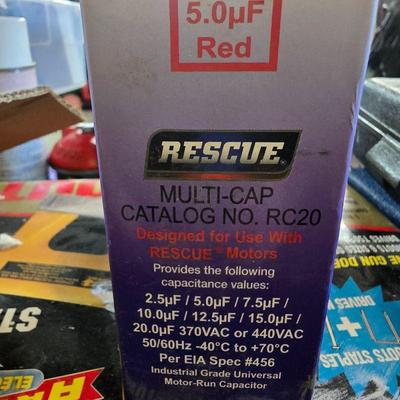 5.0µF
Red
RESCUE®
MULTI-CAP
CATALOG NO. RC20
Designed for Use With
RESCUE® Motors
Provides the following
capacitance values:
2.5µF / 5.0µF / 7.5µF /
10.0µF / 12.5µF / 15.0µF /
20.0µF 370VAC or 440VAC
50/60Hz -40°C to +70°C
Per EIA Spec #456
Industrial Grade Universal
Motor-Run Capacitor